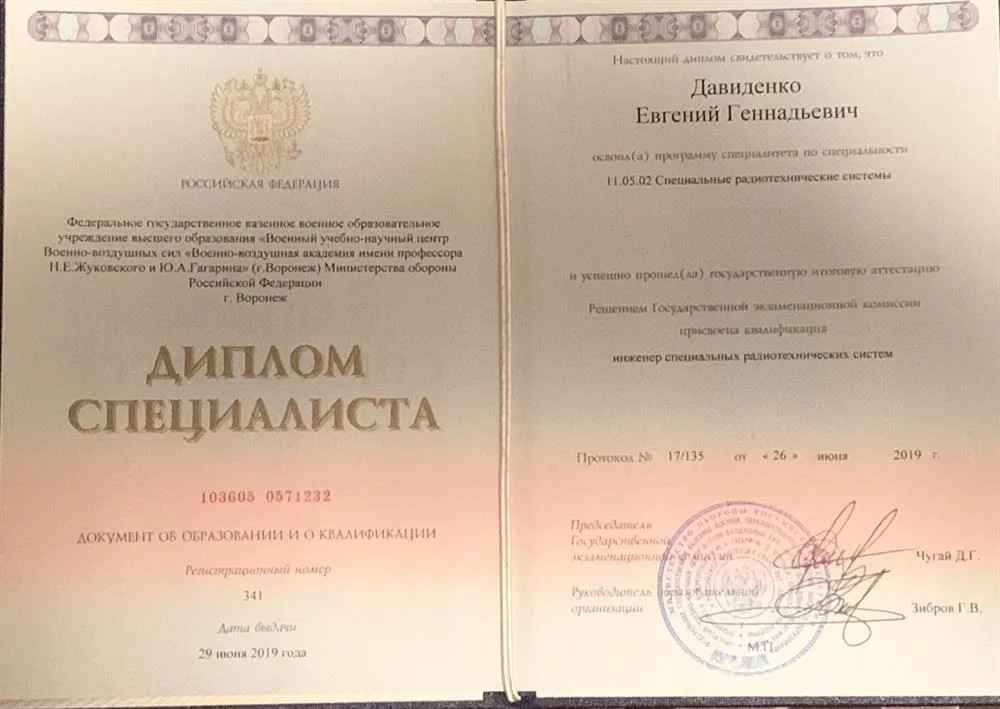 РОССИЙСКАЯ ФЕДЕРАЦИЯ
Федеральное государственное казенное военное образовательное
учреждение высшего образования «Военный учебно-научный центр
Военно-воздушных сил «Военно-воздушная академия имени профессора
Н.Е.Жуковского и Ю.А.Гагарина» (г.Воронеж) Министерства обороны
Российской Федерации
г. Воронеж
ДИПЛОМ
СПЕЦИАЛИСТА
103605 0571232
ДОКУМЕНТ ОБ ОБРАЗОВАНИИ И О КВАЛИФИКАЦИИ
Регистрационный номер
341
Дата выдачи
29 июня 2019 года
Настоящий диплом свидетельствует о том, что
Давиденко
Евгений Геннадьевич
освоил(а) программу специалитета по специальности
11.05.02 Специальные радиотехнические системы
и успешно прошел(ла) государственную итоговую аттестацию
Решением Государственной экзаменационной комиссии
присвоена квалификация
инженер специальных радиотехнических систем
Протокол № 17/135 от « 26 » июня 2019 г.
Председатель
Государственной
экзаменационной комиссии
Чугай Д.Г.
Руководитель образовательной
организации
Зибров Г.В.
М.П.